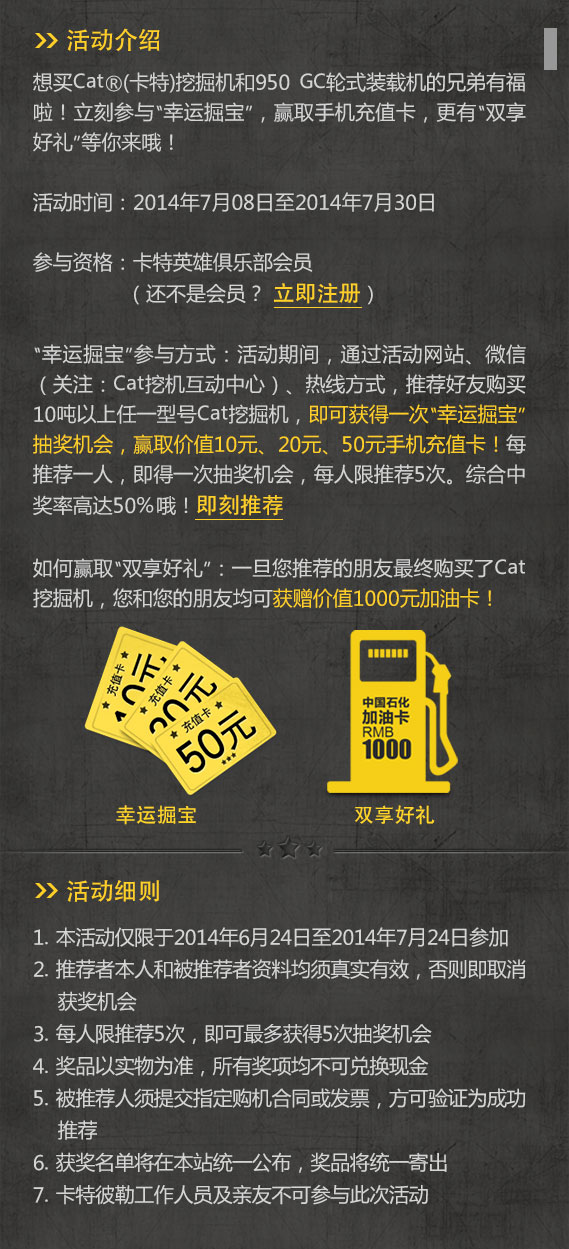 >> 活动介绍
想买Cat®(卡特)挖掘机和950 GC轮式装载机的兄弟有福
啦！立刻参与“幸运掘宝”，赢取手机充值卡，更有“双享
好礼”等你来哦！
活动时间：2014年7月08日至2014年7月30日
参与资格：卡特英雄俱乐部会员
（还不是会员？ 立即注册）
“幸运掘宝”参与方式：活动期间，通过活动网站、微信
（关注：Cat挖机互动中心）、热线方式，推荐好友购买
10吨以上任一型号Cat挖掘机，即可获得一次“幸运掘宝”
抽奖机会，赢取价值10元、20元、50元手机充值卡！每
推荐一人，即得一次抽奖机会，每人限推荐5次。综合中
奖率高达50%哦！即刻推荐
如何赢取“双享好礼”：一旦您推荐的朋友最终购买了Cat
挖掘机，您和您的朋友均可获赠价值1000元加油卡！
充值卡
10元
充值卡
20元
充值卡
50元
中国石化
加油卡
RMB
1000
幸运掘宝
双享好礼
>> 活动细则
1. 本活动仅限于2014年6月24日至2014年7月24日参加
2. 推荐者本人和被推荐者资料均须真实有效，否则即取消
获奖机会
3. 每人限推荐5次，即可最多获得5次抽奖机会
4. 奖品以实物为准，所有奖项均不可兑换现金
5. 被推荐人须提交指定购机合同或发票，方可验证为成功
推荐
6. 获奖名单将在本站统一公布，奖品将统一寄出
7. 卡特彼勒工作人员及亲友不可参与此次活动